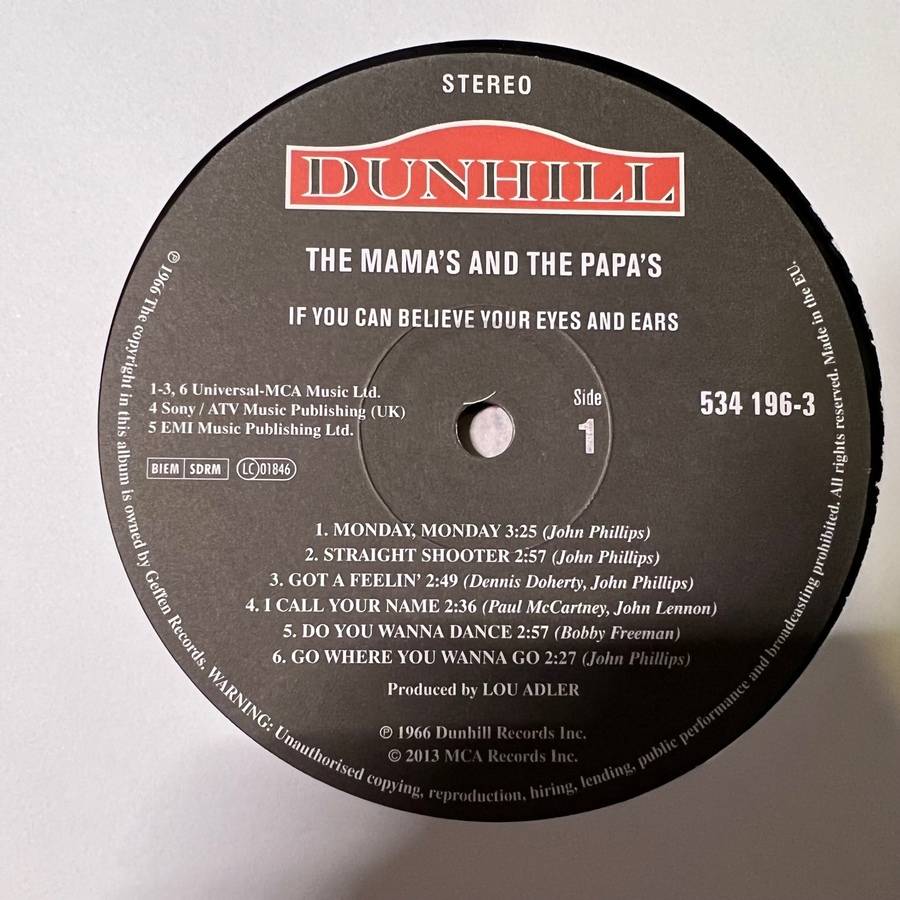 STEREO
DUNHILL
THE MAMA'S AND THE PAPA'S
IF YOU CAN BELIEVE YOUR EYES AND EARS
1-3, 6 Universal-MCA Music Ltd.
4 Sony / ATV Music Publishing (UK)
5 EMI Music Publishing Ltd.
BIEM SDRM LC 01846
Side
1
534 196-3
1. MONDAY, MONDAY 3:25 (John Phillips)
2. STRAIGHT SHOOTER 2:57 (John Phillips)
3. GOT A FEELIN' 2:49 (Dennis Doherty, John Phillips)
4. I CALL YOUR NAME 2:36 (Paul McCartney, John Lennon)
5. DO YOU WANNA DANCE 2:57 (Bobby Freeman)
6. GO WHERE YOU WANNA GO 2:27 (John Phillips)
Produced by LOU ADLER
℗ 1966 Dunhill Records Inc.
© 2013 MCA Records Inc.
℗ 1966 The copyright in this album is owned by Geffen Records. WARNING: Unauthorised copying, reproduction, hiring, lending, public performance and broadcasting prohibited. All rights reserved. Made in the EU.